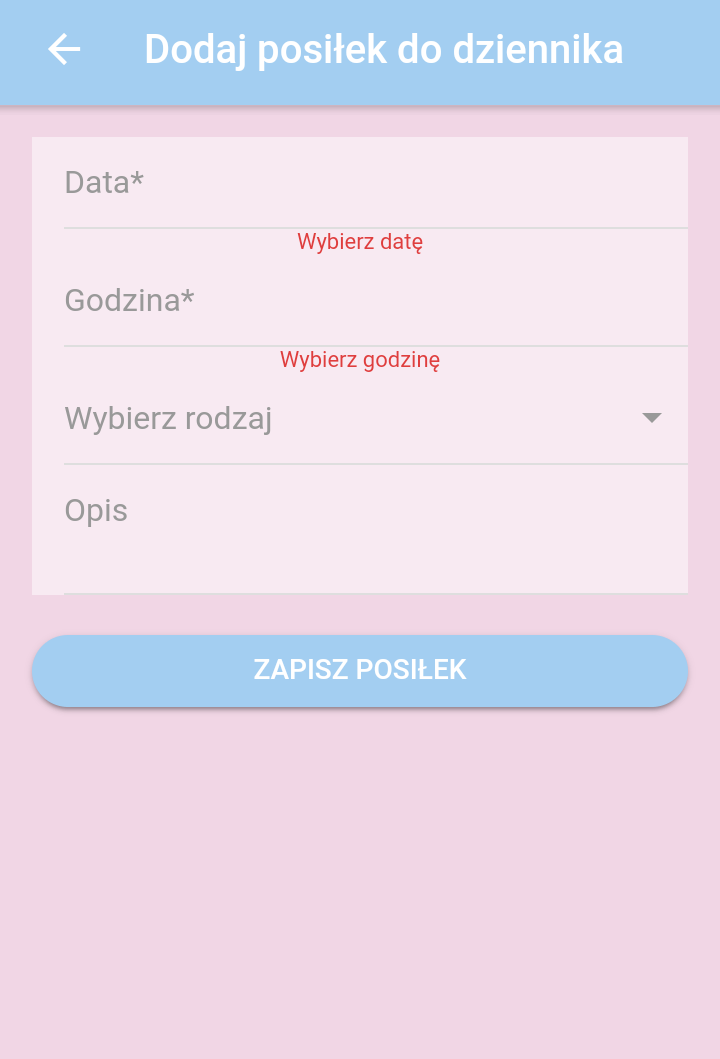 Dodaj posiłek do dziennika
Data*
Wybierz datę
Godzina*
Wybierz godzinę
Wybierz rodzaj
Opis
ZAPISZ POSIŁEK